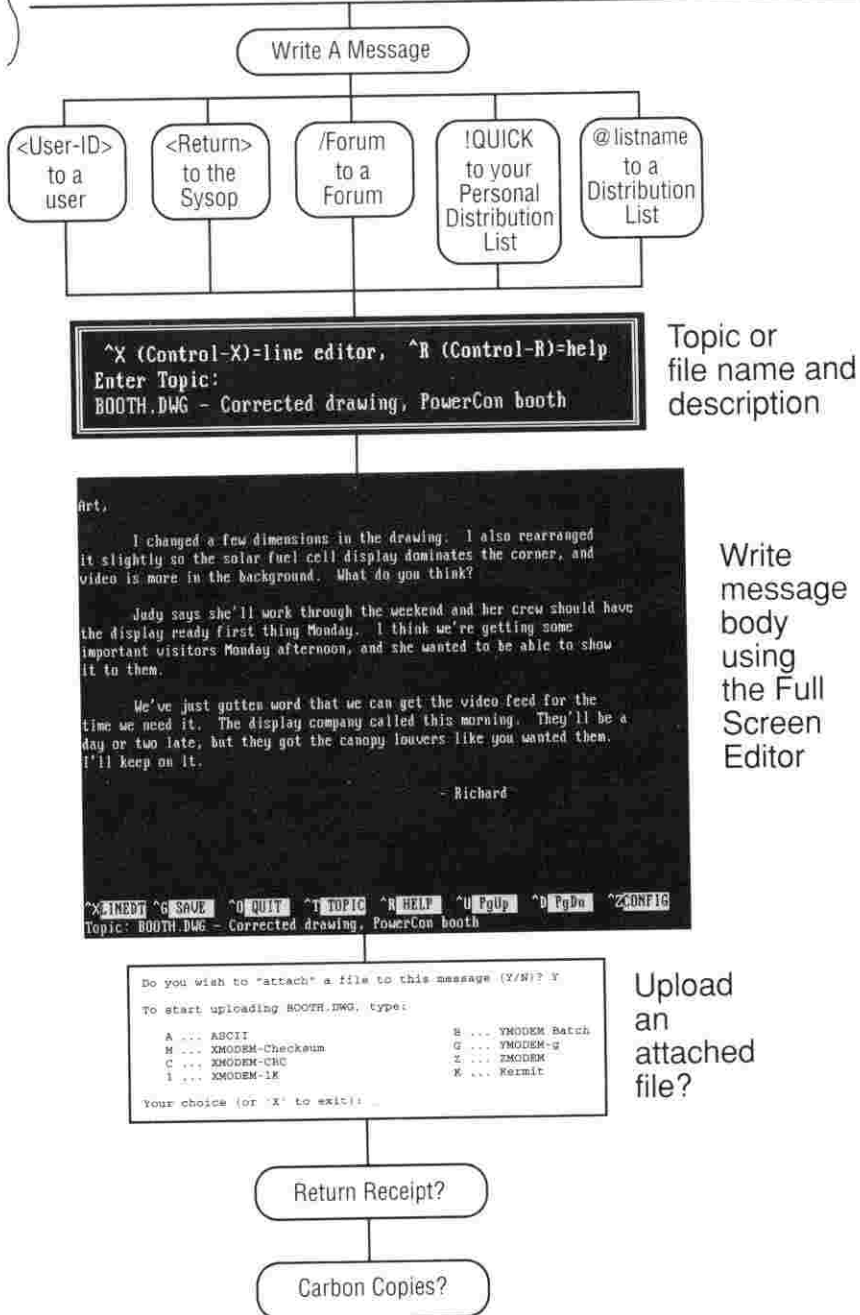 Write A Message
<User-ID>
to a
user
<Return>
to the
Sysop
/Forum
to a
Forum
!QUICK
to your
Personal
Distribution
List
@ listname
to a
Distribution
List
^X (Control-X)=line editor,  ^R (Control-R)=help
Enter Topic:
BOOTH.DWG - Corrected drawing, PowerCon booth
Topic or
file name and
description
Art,
I changed a few dimensions in the drawing.  I also rearranged
it slightly so the solar fuel cell display dominates the corner, and
video is more in the background.  What do you think?
Judy says she'll work through the weekend and her crew should have
the display ready first thing Monday.  I think we're getting some
important visitors Monday afternoon, and she wanted to be able to show
it to them.
We've just gotten word that we can get the video feed for the
time we need it.  The display company called this morning.  They'll be a
day or two late, but they got the canopy louvers like you wanted them.
I'll keep on it.
- Richard
^XLINEDT ^G SAVE ^O QUIT ^T TOPIC ^R HELP ^U PgUp ^D PgDn ^ZCONFIG
Topic: BOOTH.DWG - Corrected drawing, PowerCon booth
Write
message
body
using
the Full
Screen
Editor
Do you wish to "attach" a file to this message (Y/N)? Y
To start uploading BOOTH.DWG, type:
A ... ASCII
M ... XMODEM-Checksum
C ... XMODEM-CRC
1 ... XMODEM-1K
B ... YMODEM Batch
G ... YMODEM-g
Z ... ZMODEM
K ... Kermit
Your choice (or 'X' to exit): _
Upload
an
attached
file?
Return Receipt?
Carbon Copies?